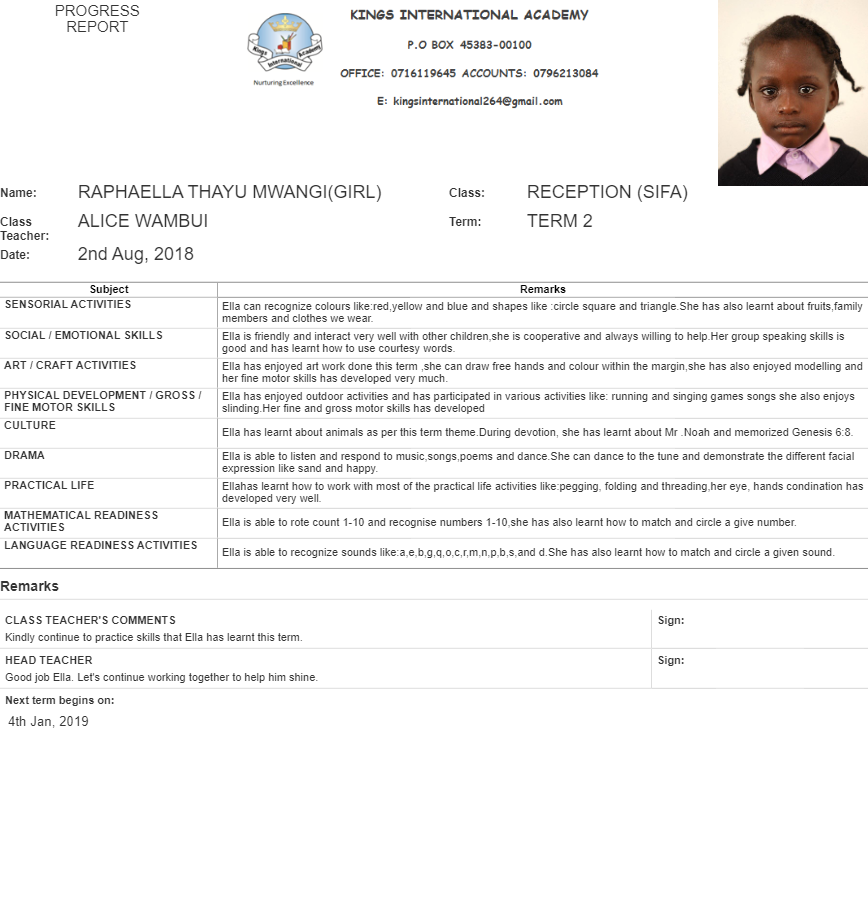 PROGRESS
REPORT
Kings International Academy
Nurturing Excellence
KINGS INTERNATIONAL ACADEMY
P.O BOX 45383-00100
OFFICE: 0716119645 ACCOUNTS: 0796213084
E: kingsinternational264@gmail.com
Name: RAPHAELLA THAYU MWANGI(GIRL) Class: RECEPTION (SIFA)
Class Teacher: ALICE WAMBUI Term: TERM 2
Date: 2nd Aug, 2018
Subject Remarks
SENSORIAL ACTIVITIES
Ella can recognize colours like:red,yellow and blue and shapes like :circle square and triangle.She has also learnt about fruits,family
members and clothes we wear.
SOCIAL / EMOTIONAL SKILLS
Ella is friendly and interact very well with other children,she is cooperative and always willing to help.Her group speaking skills is
good and has learnt how to use courtesy words.
ART / CRAFT ACTIVITIES
Ella has enjoyed art work done this term ,she can draw free hands and colour within the margin,she has also enjoyed modelling and
her fine motor skills has developed very much.
PHYSICAL DEVELOPMENT / GROSS /
FINE MOTOR SKILLS
Ella has enjoyed outdoor activities and has participated in various activities like: running and singing games songs she also enjoys
slinding.Her fine and gross motor skills has developed
CULTURE
Ella has learnt about animals as per this term theme.During devotion, she has learnt about Mr .Noah and memorized Genesis 6:8.
DRAMA
Ella is able to listen and respond to music,songs,poems and dance.She can dance to the tune and demonstrate the different facial
expression like sand and happy.
PRACTICAL LIFE
Ellahas learnt how to work with most of the practical life activities like:pegging, folding and threading,her eye, hands condination has
developed very well.
MATHEMATICAL READINESS
ACTIVITIES
Ella is able to rote count 1-10 and recognise numbers 1-10,she has also learnt how to match and circle a give number.
LANGUAGE READINESS ACTIVITIES
Ella is able to recognize sounds like:a,e,b,g,q,o,c,r,m,n,p,b,s,and d.She has also learnt how to match and circle a given sound.
Remarks
CLASS TEACHER'S COMMENTS Sign:
Kindly continue to practice skills that Ella has learnt this term.
HEAD TEACHER Sign:
Good job Ella. Let's continue working together to help him shine.
Next term begins on:
4th Jan, 2019